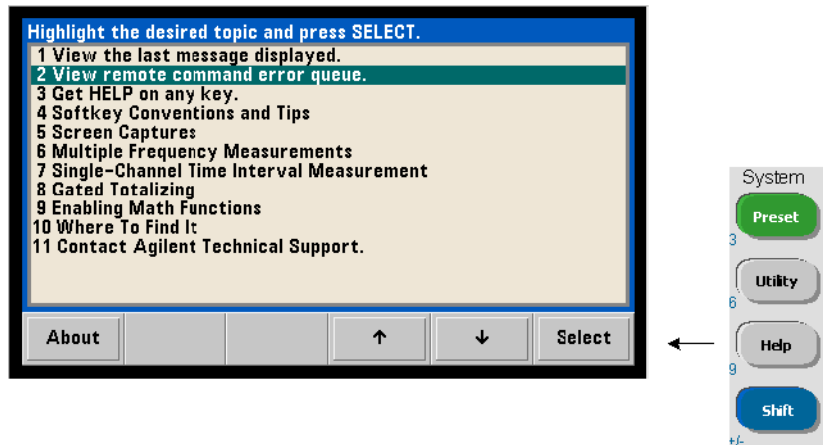 Highlight the desired topic and press SELECT.
1 View the last message displayed.
2 View remote command error queue.
3 Get HELP on any key.
4 Softkey Conventions and Tips
5 Screen Captures
6 Multiple Frequency Measurements
7 Single-Channel Time Interval Measurement
8 Gated Totalizing
9 Enabling Math Functions
10 Where To Find It
11 Contact Agilent Technical Support.
About ↑ ↓ Select
System
Preset
3
Utility
6
Help
9
Shift
+/-